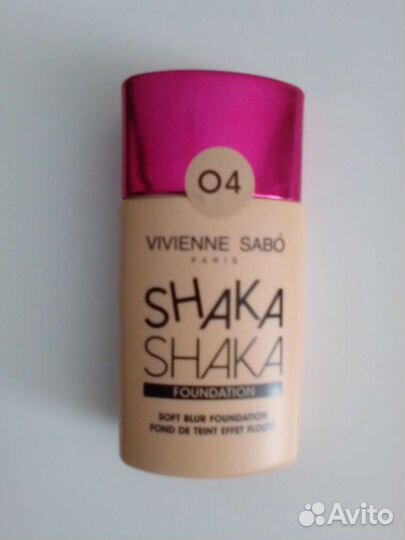 04
VIVIENNE SABÓ
PARIS
SHAKA
SHAKA
FOUNDATION
SOFT BLUR FOUNDATION
FOND DE TEINT EFFET FLOUTÉ
Avito